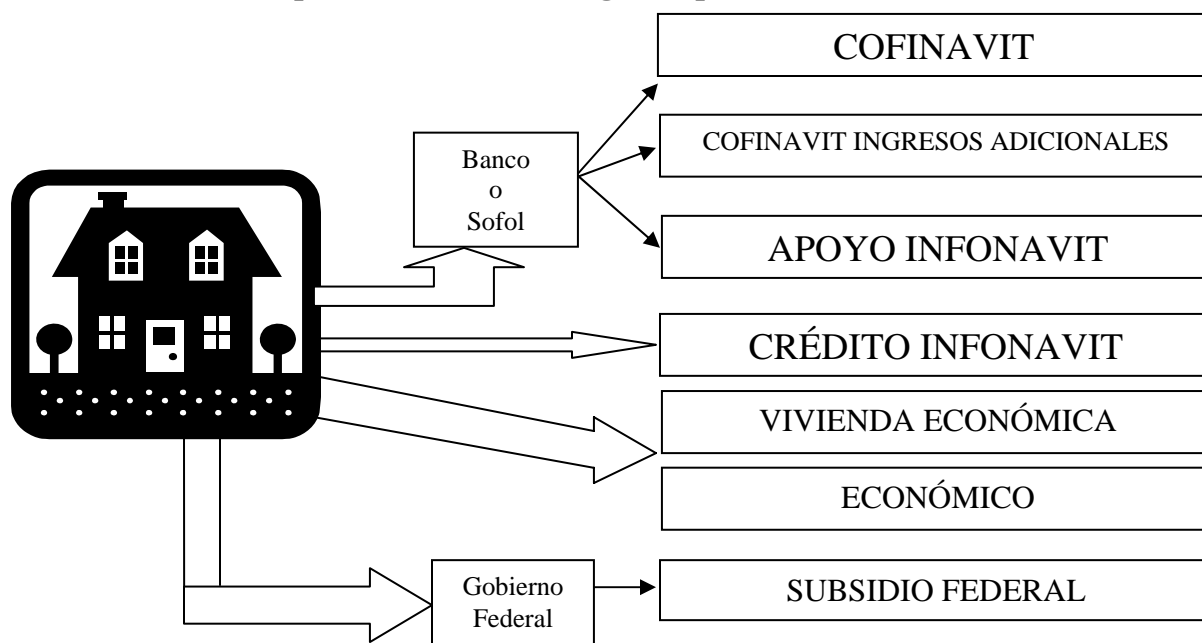 COFINAVIT
COFINAVIT INGRESOS ADICIONALES
Banco
o
Sofol
APOYO INFONAVIT
CRÉDITO INFONAVIT
VIVIENDA ECONÓMICA
ECONÓMICO
Gobierno
Federal
SUBSIDIO FEDERAL